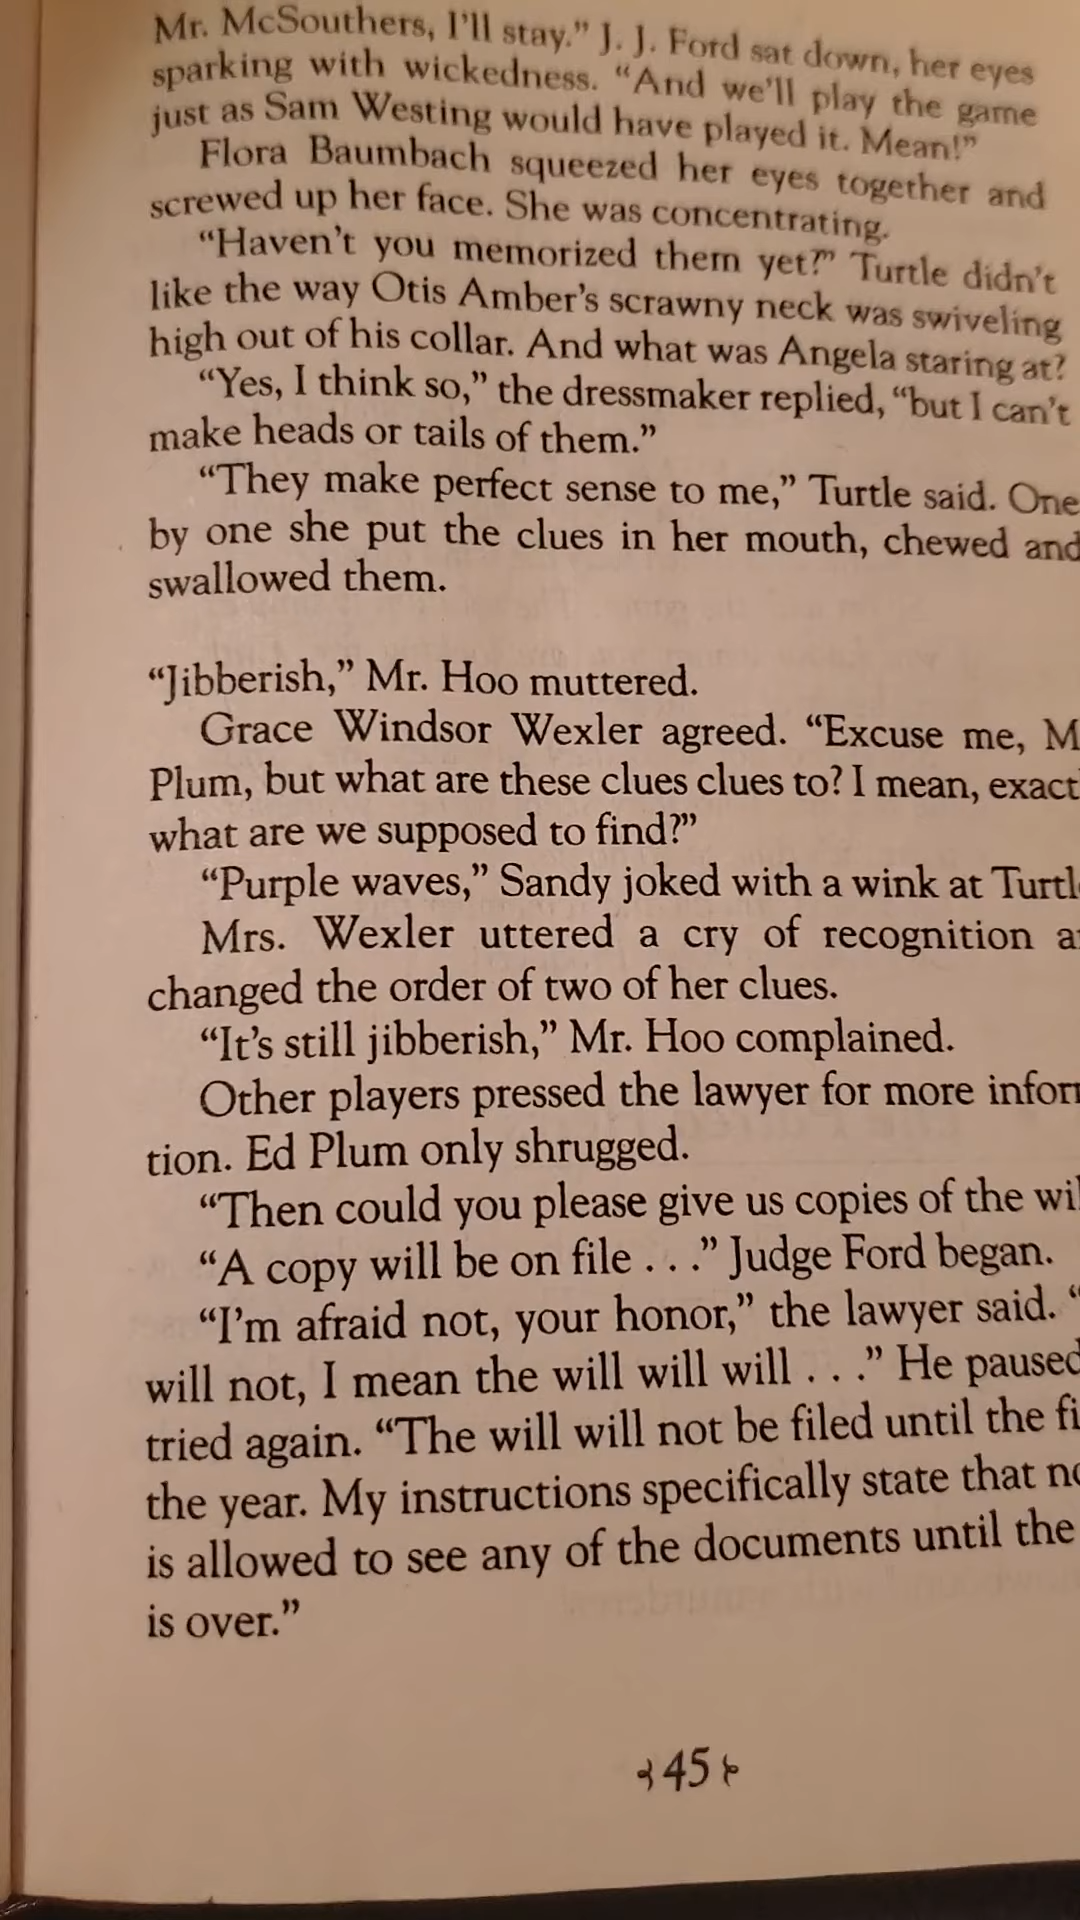 Mr. McSouthers, I'll stay.” J. J. Ford sat down, her eyes
sparking with wickedness. “And we'll play the game
just as Sam Westing would have played it. Mean!”
Flora Baumbach squeezed her eyes together and
screwed up her face. She was concentrating.
“Haven't you memorized them yet?” Turtle didn't
like the way Otis Amber's scrawny neck was swiveling
high out of his collar. And what was Angela staring at?
“Yes, I think so,” the dressmaker replied, “but I can't
make heads or tails of them.”
“They make perfect sense to me,” Turtle said. One
by one she put the clues in her mouth, chewed and
swallowed them.
“Jibberish,” Mr. Hoo muttered.
Grace Windsor Wexler agreed. “Excuse me, M
Plum, but what are these clues clues to? I mean, exact
what are we supposed to find?”
“Purple waves,” Sandy joked with a wink at Turtl
Mrs. Wexler uttered a cry of recognition a
changed the order of two of her clues.
“It's still jibberish,” Mr. Hoo complained.
Other players pressed the lawyer for more infor
tion. Ed Plum only shrugged.
“Then could you please give us copies of the wil
“A copy will be on file . . .” Judge Ford began.
“I'm afraid not, your honor,” the lawyer said. “
will not, I mean the will will will . . .” He paused
tried again. “The will will not be filed until the fi
the year. My instructions specifically state that no
is allowed to see any of the documents until the
is over.”
45